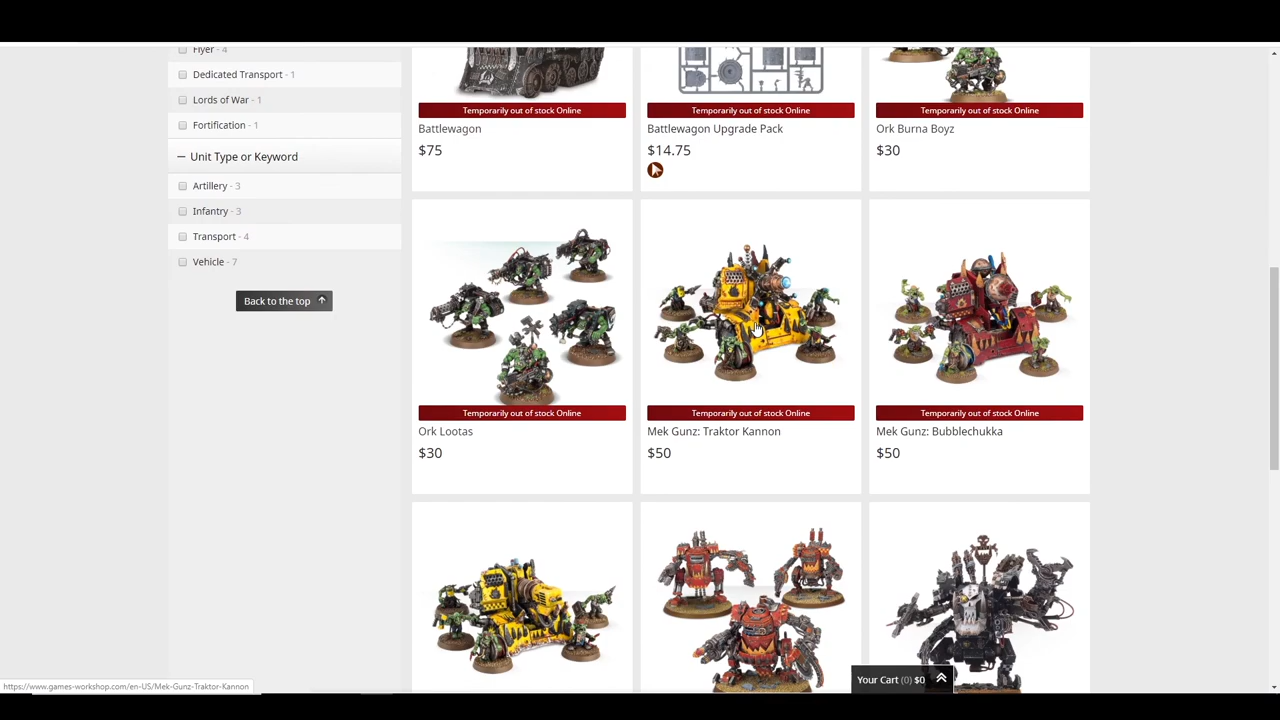 Flyer - 4
Dedicated Transport - 1
Lords of War - 1
Fortification - 1
Unit Type or Keyword
Artillery - 3
Infantry - 3
Transport - 4
Vehicle - 7
Back to the top
Temporarily out of stock Online
Battlewagon
$75
Temporarily out of stock Online
Battlewagon Upgrade Pack
$14.75
Temporarily out of stock Online
Ork Burna Boyz
$30
Temporarily out of stock Online
Ork Lootas
$30
Temporarily out of stock Online
Mek Gunz: Traktor Kannon
$50
Temporarily out of stock Online
Mek Gunz: Bubblechukka
$50
Your Cart (0) $0
https://www.games-workshop.com/en-US/Mek-Gunz-Traktor-Kannon